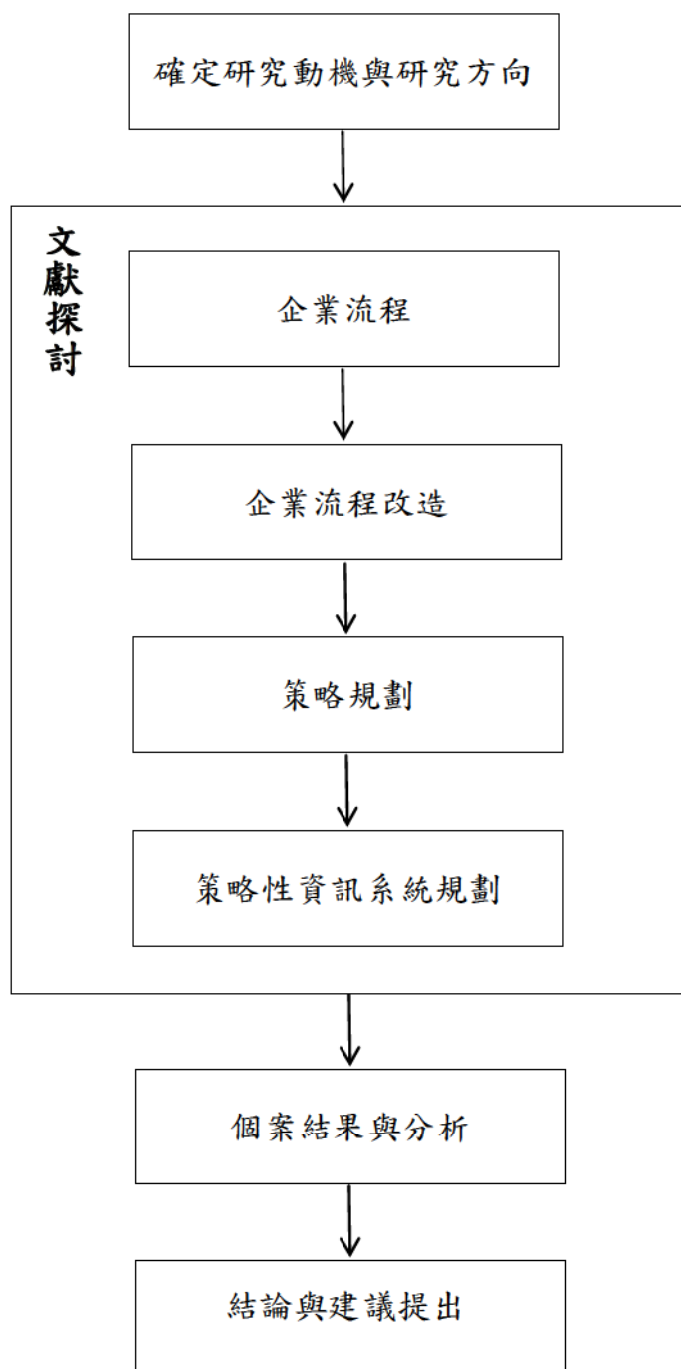 確定研究動機與研究方向
文獻探討
企業流程
企業流程改造
策略規劃
策略性資訊系統規劃
個案結果與分析
結論與建議提出